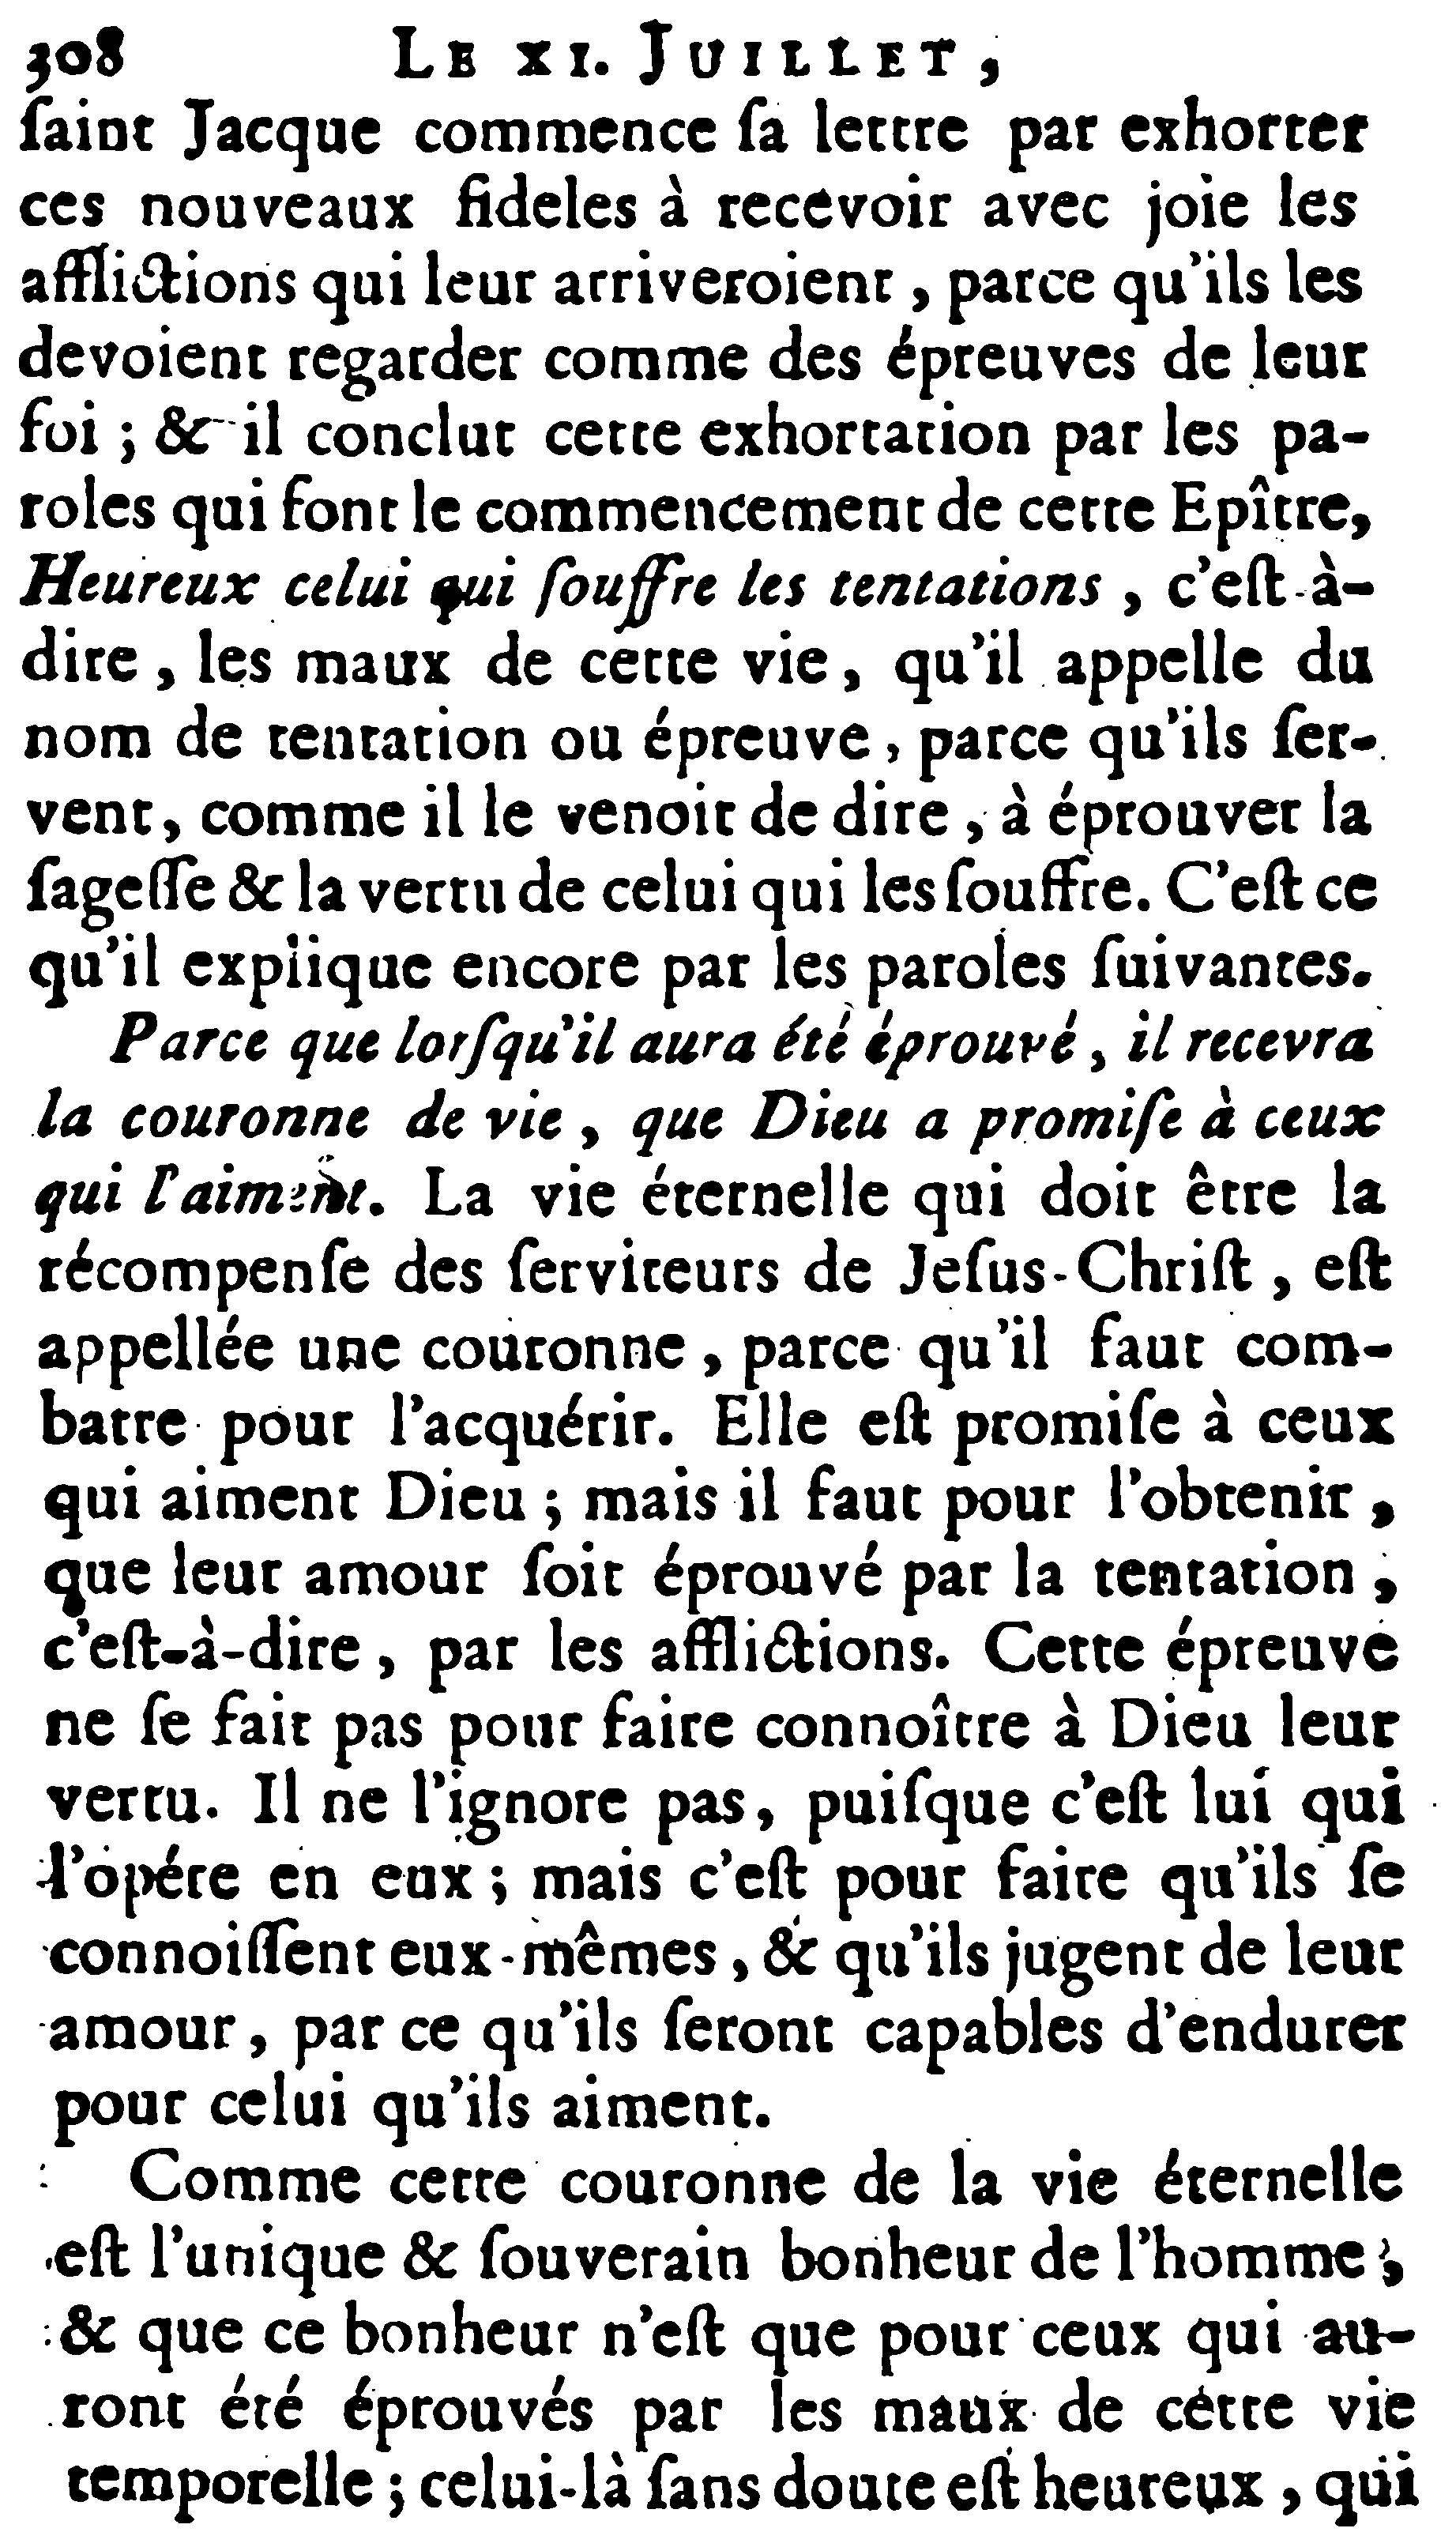 308 LE XI. JUILLET,
ſaint Jacque commence ſa lettre par exhorter
ces nouveaux fideles à recevoir avec joie les
afflictions qui leur arriveroient, parce qu'ils les
devoient regarder comme des épreuves de leur
foi ; & il conclut cette exhortation par les pa-
roles qui font le commencement de cette Epître,
Heureux celui qui ſouffre les tentations, c'eſt-à-
dire, les maux de cette vie, qu'il appelle du
nom de tentation ou épreuve, parce qu'ils ſer-
vent, comme il le venoit de dire, à éprouver la
ſageſſe & la vertu de celui qui les ſouffre. C'eſt ce
qu'il explique encore par les paroles ſuivantes.
Parce que lorſqu'il aura été éprouvé, il recevra
la couronne de vie, que Dieu a promiſe à ceux
qui l'aiment. La vie éternelle qui doit être la
récompenſe des ſerviteurs de Jeſus-Chriſt, eſt
appellée une couronne, parce qu'il faut com-
batre pour l'acquérir. Elle eſt promiſe à ceux
qui aiment Dieu ; mais il faut pour l'obtenir,
que leur amour ſoit éprouvé par la tentation,
c'eſt-à-dire, par les afflictions. Cette épreuve
ne ſe fait pas pour faire connoître à Dieu leur
vertu. Il ne l'ignore pas, puiſque c'eſt lui qui
l'opére en eux ; mais c'eſt pour faire qu'ils ſe
connoiſſent eux-mêmes, & qu'ils jugent de leur
amour, par ce qu'ils ſeront capables d'endurer
pour celui qu'ils aiment.
Comme cette couronne de la vie éternelle
eſt l'unique & ſouverain bonheur de l'homme,
& que ce bonheur n'eſt que pour ceux qui au-
ront été éprouvés par les maux de cette vie
temporelle ; celui-là ſans doute eſt heureux, qui